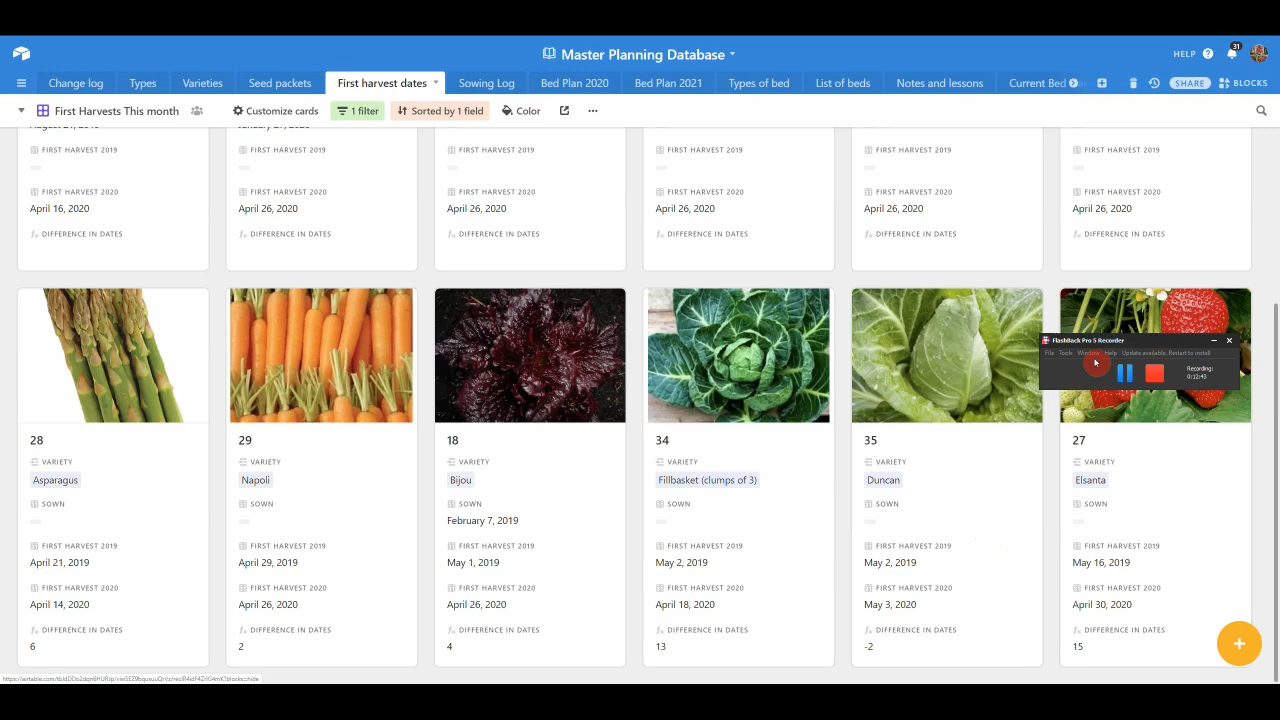 Master Planning Database
HELP
31
Change log
Types
Varieties
Seed packets
First harvest dates
Sowing Log
Bed Plan 2020
Bed Plan 2021
Types of bed
List of beds
Notes and lessons
Current Bed
SHARE
BLOCKS
First Harvests This month
Customize cards
1 filter
Sorted by 1 field
Color
FIRST HARVEST 2019 FIRST HARVEST 2019 FIRST HARVEST 2019 FIRST HARVEST 2019 FIRST HARVEST 2019 FIRST HARVEST 2019
FIRST HARVEST 2020 FIRST HARVEST 2020 FIRST HARVEST 2020 FIRST HARVEST 2020 FIRST HARVEST 2020 FIRST HARVEST 2020
April 16, 2020 April 26, 2020 April 26, 2020 April 26, 2020 April 26, 2020 April 26, 2020
DIFFERENCE IN DATES DIFFERENCE IN DATES DIFFERENCE IN DATES DIFFERENCE IN DATES DIFFERENCE IN DATES DIFFERENCE IN DATES
FlashBack Pro 5 Recorder
File Tools Window Help Update available, Restart to install
Recording:
0:12:43
28 29 18 34 35 27
VARIETY VARIETY VARIETY VARIETY VARIETY VARIETY
Asparagus Napoli Bijou Fillbasket (clumps of 3) Duncan Elsanta
SOWN SOWN SOWN SOWN SOWN SOWN
February 7, 2019
FIRST HARVEST 2019 FIRST HARVEST 2019 FIRST HARVEST 2019 FIRST HARVEST 2019 FIRST HARVEST 2019 FIRST HARVEST 2019
April 21, 2019 April 29, 2019 May 1, 2019 May 2, 2019 May 2, 2019 May 16, 2019
FIRST HARVEST 2020 FIRST HARVEST 2020 FIRST HARVEST 2020 FIRST HARVEST 2020 FIRST HARVEST 2020 FIRST HARVEST 2020
April 14, 2020 April 26, 2020 April 26, 2020 April 18, 2020 May 3, 2020 April 30, 2020
DIFFERENCE IN DATES DIFFERENCE IN DATES DIFFERENCE IN DATES DIFFERENCE IN DATES DIFFERENCE IN DATES DIFFERENCE IN DATES
6 2 4 13 -2 15